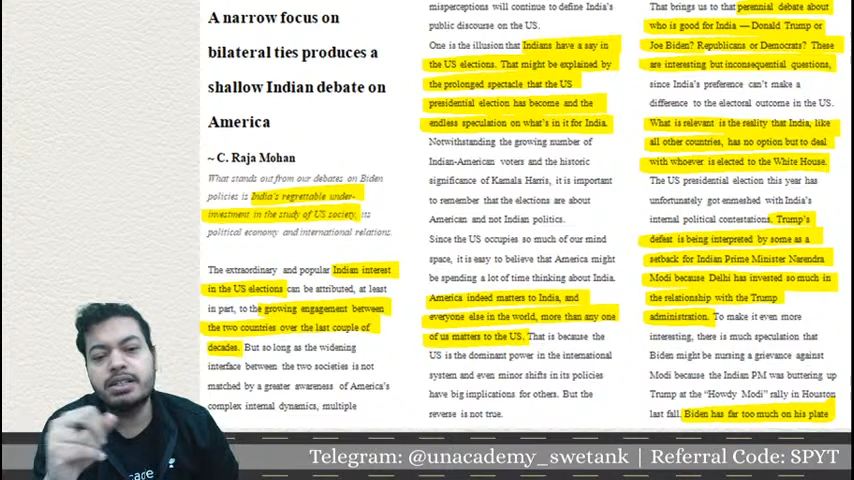 A narrow focus on
bilateral ties produces a
shallow Indian debate on
America
~ C. Raja Mohan
What stands out from our debates on Biden
policies is India's regrettable under-
investment in the study of US society, its
political economy and international relations.
The extraordinary and popular Indian interest
in the US elections can be attributed, at least
in part, to the growing engagement between
the two countries over the last couple of
decades. But so long as the widening
interface between the two societies is not
matched by a greater awareness of America's
complex internal dynamics, multiple
misperceptions will continue to define India's
public discourse on the US.
One is the illusion that Indians have a say in
the US elections. That might be explained by
the prolonged spectacle that the US
presidential election has become and the
endless speculation on what's in it for India.
Notwithstanding the growing number of
Indian-American voters and the historic
significance of Kamala Harris, it is important
to remember that the elections are about
American and not Indian politics.
Since the US occupies so much of our mind
space, it is easy to believe that America might
be spending a lot of time thinking about India.
America indeed matters to India, and
everyone else in the world, more than any one
of us matters to the US. That is because the
US is the dominant power in the international
system and even minor shifts in its policies
have big implications for others. But the
reverse is not true.
That brings us to that perennial debate about
who is good for India — Donald Trump or
Joe Biden? Republicans or Democrats? These
are interesting but inconsequential questions,
since India's preference can't make a
difference to the electoral outcome in the US.
What is relevant is the reality that India, like
all other countries, has no option but to deal
with whoever is elected to the White House.
The US presidential election this year has
unfortunately got enmeshed with India's
internal political contestations. Trump's
defeat is being interpreted by some as a
setback for Indian Prime Minister Narendra
Modi because Delhi has invested so much in
the relationship with the Trump
administration. To make it even more
interesting, there is much speculation that
Biden might be nursing a grievance against
Modi because the Indian PM was buttering up
Trump at the "Howdy Modi" rally in Houston
last fall. Biden has far too much on his plate
cade
Telegram: @unacademy_swetank | Referral Code: SPYT